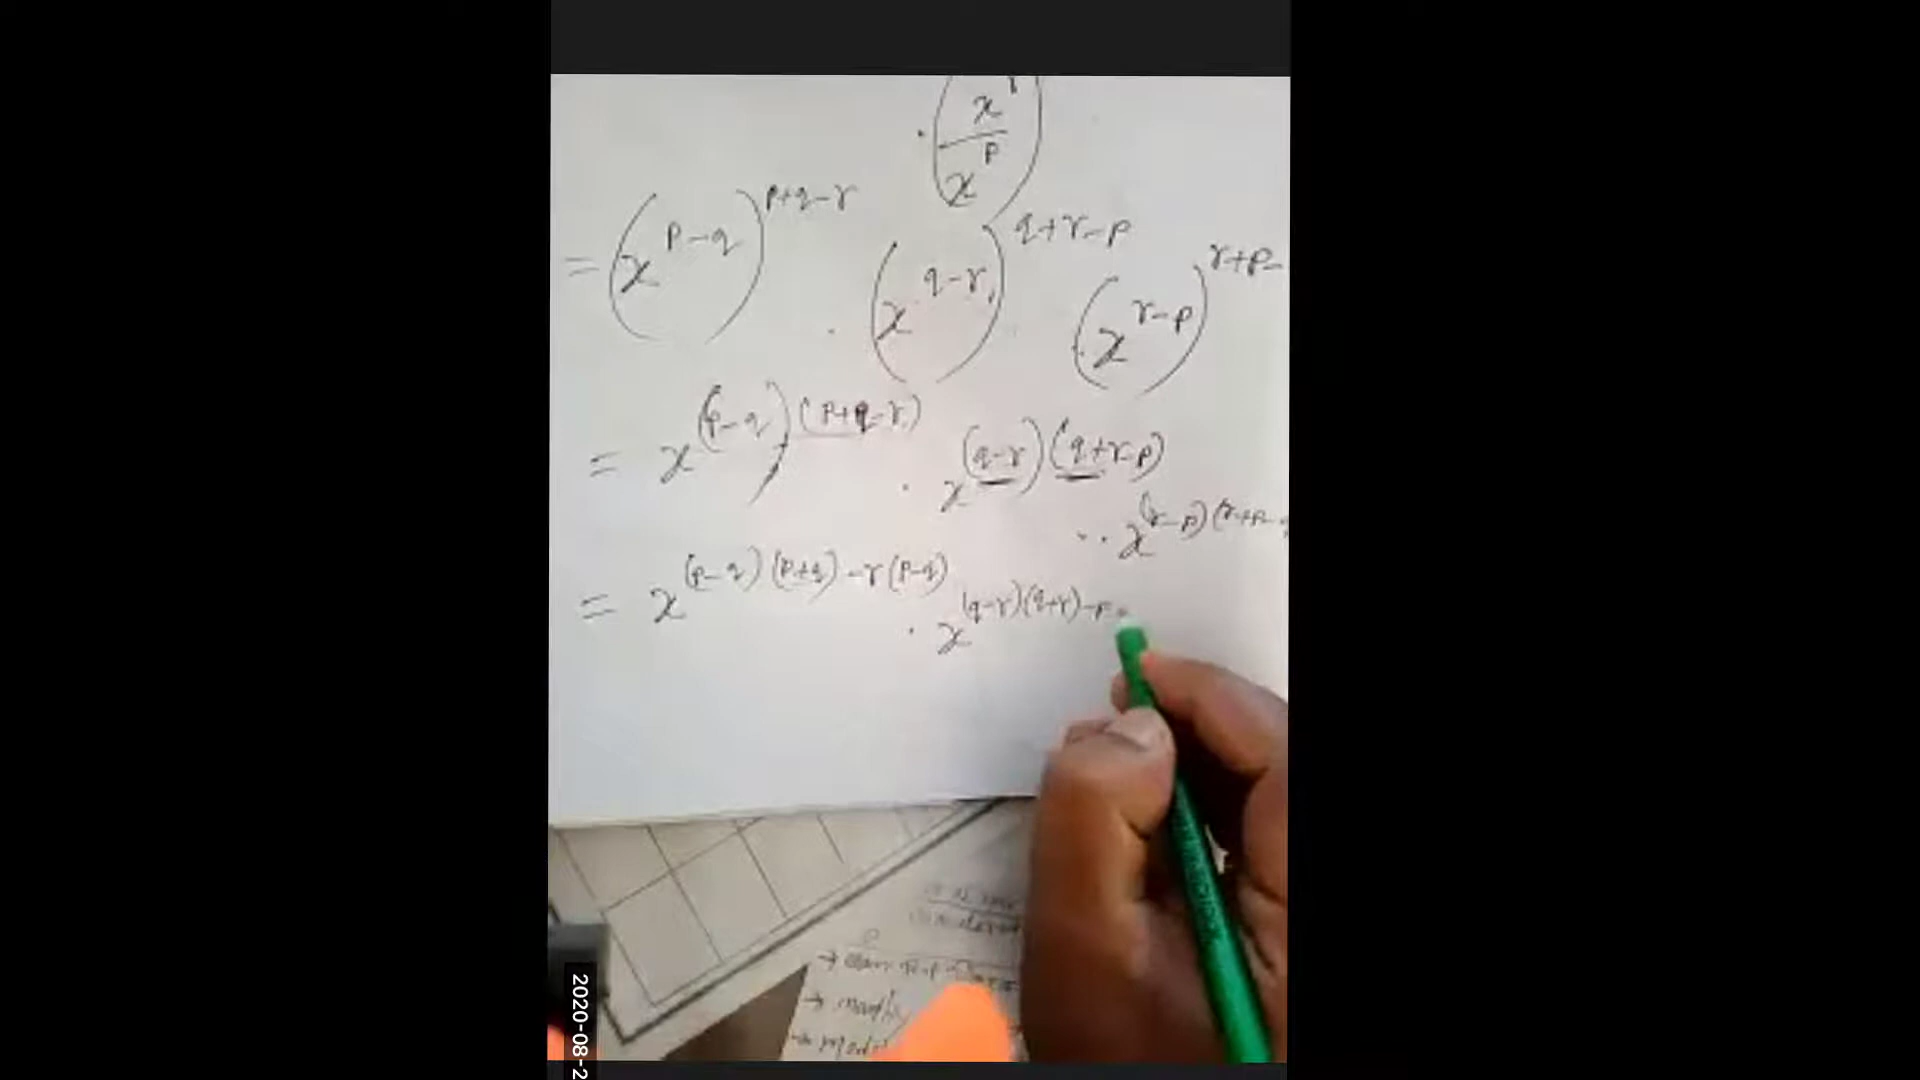 · (x^r / x^p)
= (x^(p-q))^(p+q-r) · (x^(q-r))^(q+r-p) · (x^(r-p))^(r+p-
= x^((p-q)(p+q-r)) · x^((q-r)(q+r-p)) · · x^((r-p)(r+p-
= x^((p-q)(p+q)-r(p-q)) · x^((q-r)(q+r)-p
2020-08-2